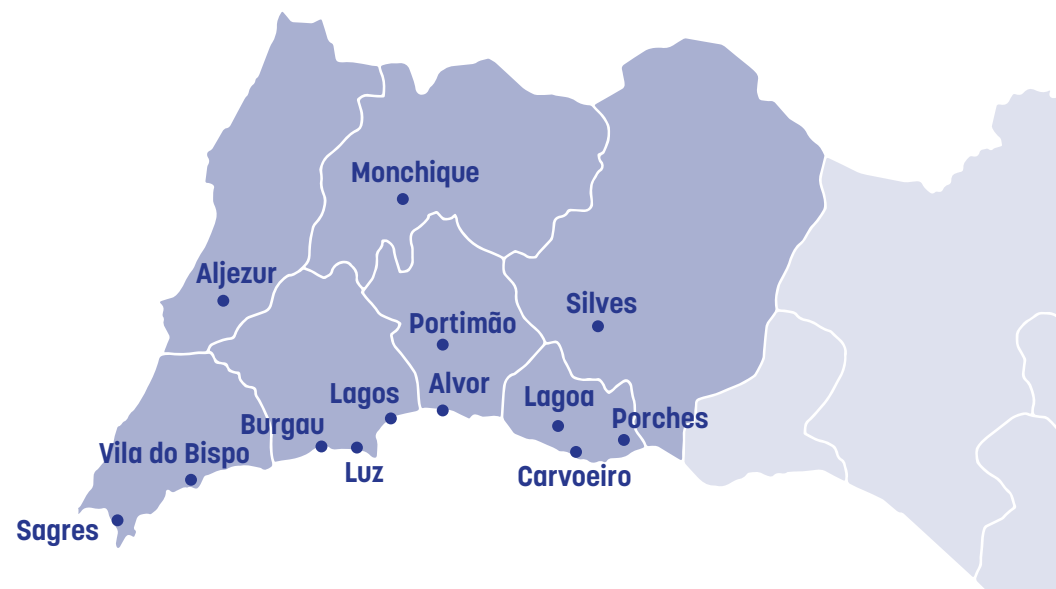 Monchique
Aljezur
Silves
Portimão
Alvor
Lagos
Lagoa
Porches
Burgau
Vila do Bispo
Luz
Carvoeiro
Sagres